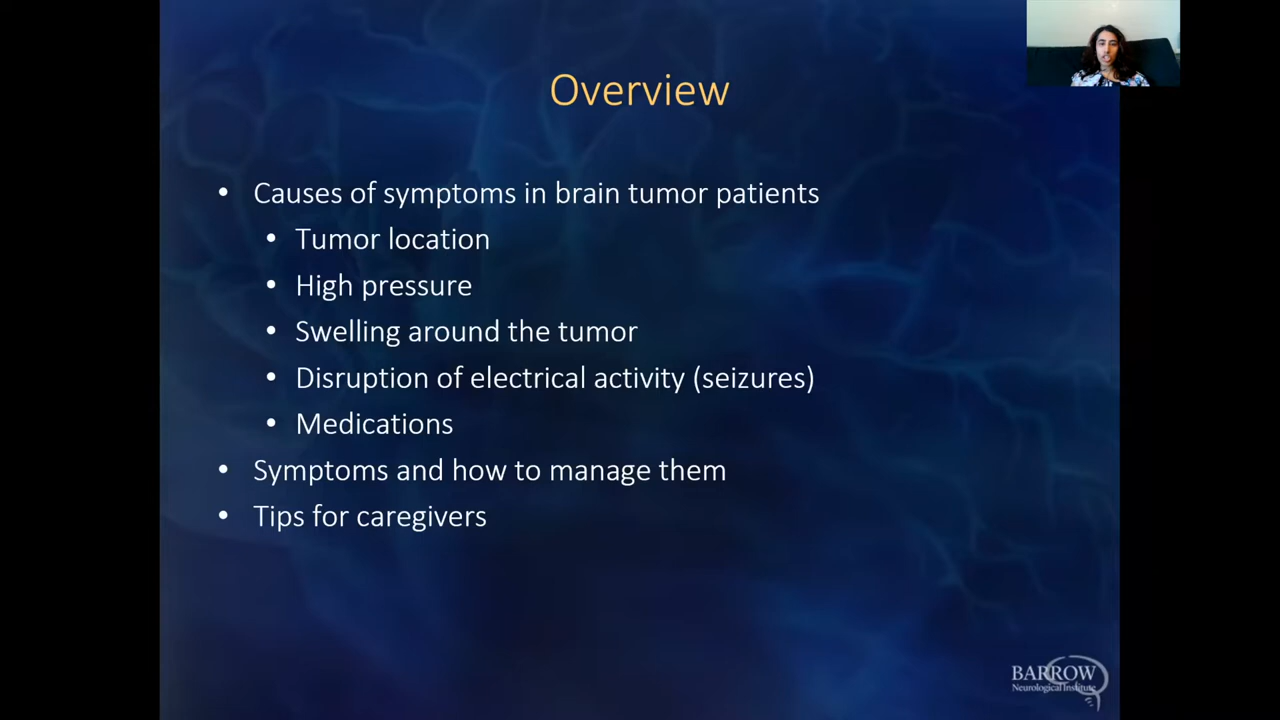 Overview
• Causes of symptoms in brain tumor patients
• Tumor location
• High pressure
• Swelling around the tumor
• Disruption of electrical activity (seizures)
• Medications
• Symptoms and how to manage them
• Tips for caregivers
BARROW
Neurological Institute